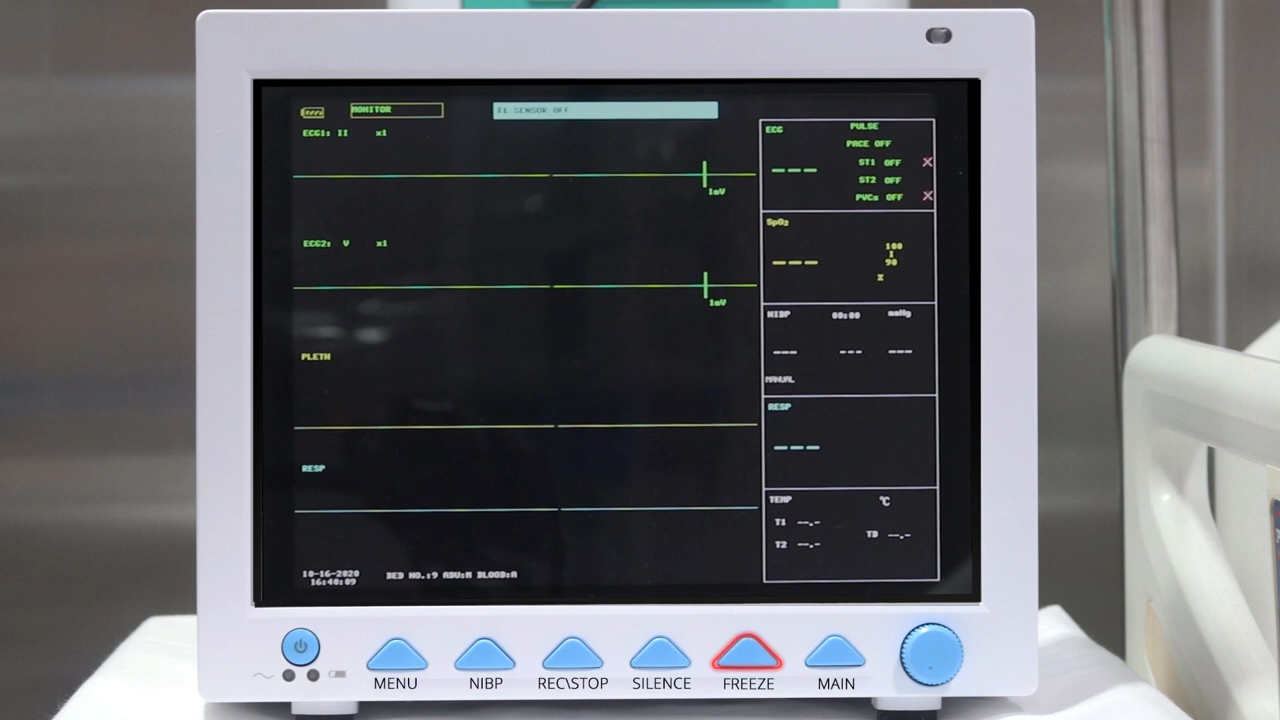 MONITOR
T1 SENSOR OFF
ECG1: II x1
1mV
ECG2: V x1
1mV
PLETH
RESP
10-16-2020
16:40:09
BED NO.:9 ADU:M BLOOD:A
ECG
PULSE
PACE OFF
ST1 OFF X
ST2 OFF
PVCs OFF X
---
SpO2
100
I
90
%
---
NIBP 00:00 mmHg
--- --- ---
MANUAL
RESP
---
TEMP °C
T1 --.-
TD --.-
T2 --.-
MENU
NIBP
REC\STOP
SILENCE
FREEZE
MAIN